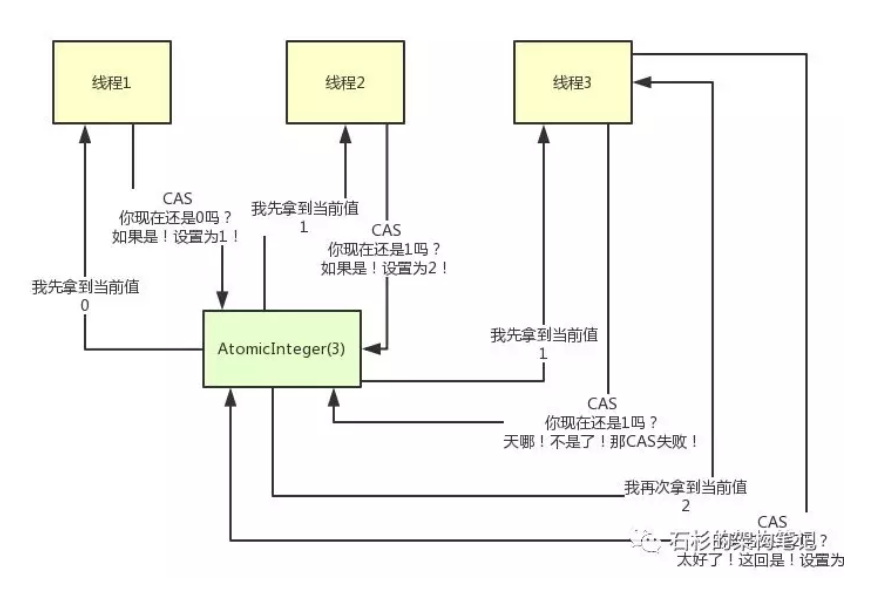 线程1
线程2
线程3
CAS
你现在还是0吗？
如果是！设置为1！
我先拿到当前值
1
CAS
你现在还是1吗？
如果是！设置为2！
我先拿到当前值
0
AtomicInteger(3)
我先拿到当前值
1
CAS
你现在还是1吗？
天哪！不是了！那CAS失败！
我再次拿到当前值
2
CAS
石杉的架构笔记
？
太好了！这回是！设置为